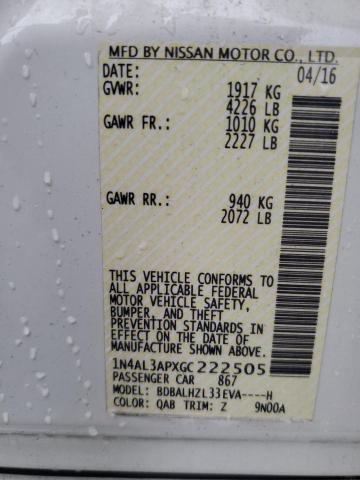 MFD BY NISSAN MOTOR CO., LTD.
DATE: 04/16
GVWR: 1917 KG
4226 LB
GAWR FR.: 1010 KG
2227 LB
GAWR RR.: 940 KG
2072 LB
THIS VEHICLE CONFORMS TO
ALL APPLICABLE FEDERAL
MOTOR VEHICLE SAFETY,
BUMPER, AND THEFT
PREVENTION STANDARDS IN
EFFECT ON THE DATE OF
MANUFACTURE SHOWN ABOVE.
1N4AL3APXGC222505
PASSENGER CAR 867
MODEL: BDBALHZL33EVA----H
COLOR: QAB TRIM: Z 9N00A